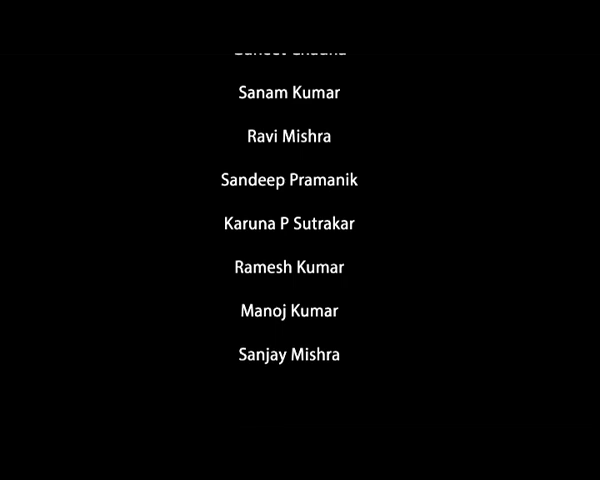 Sanam Kumar
Ravi Mishra
Sandeep Pramanik
Karuna P Sutrakar
Ramesh Kumar
Manoj Kumar
Sanjay Mishra